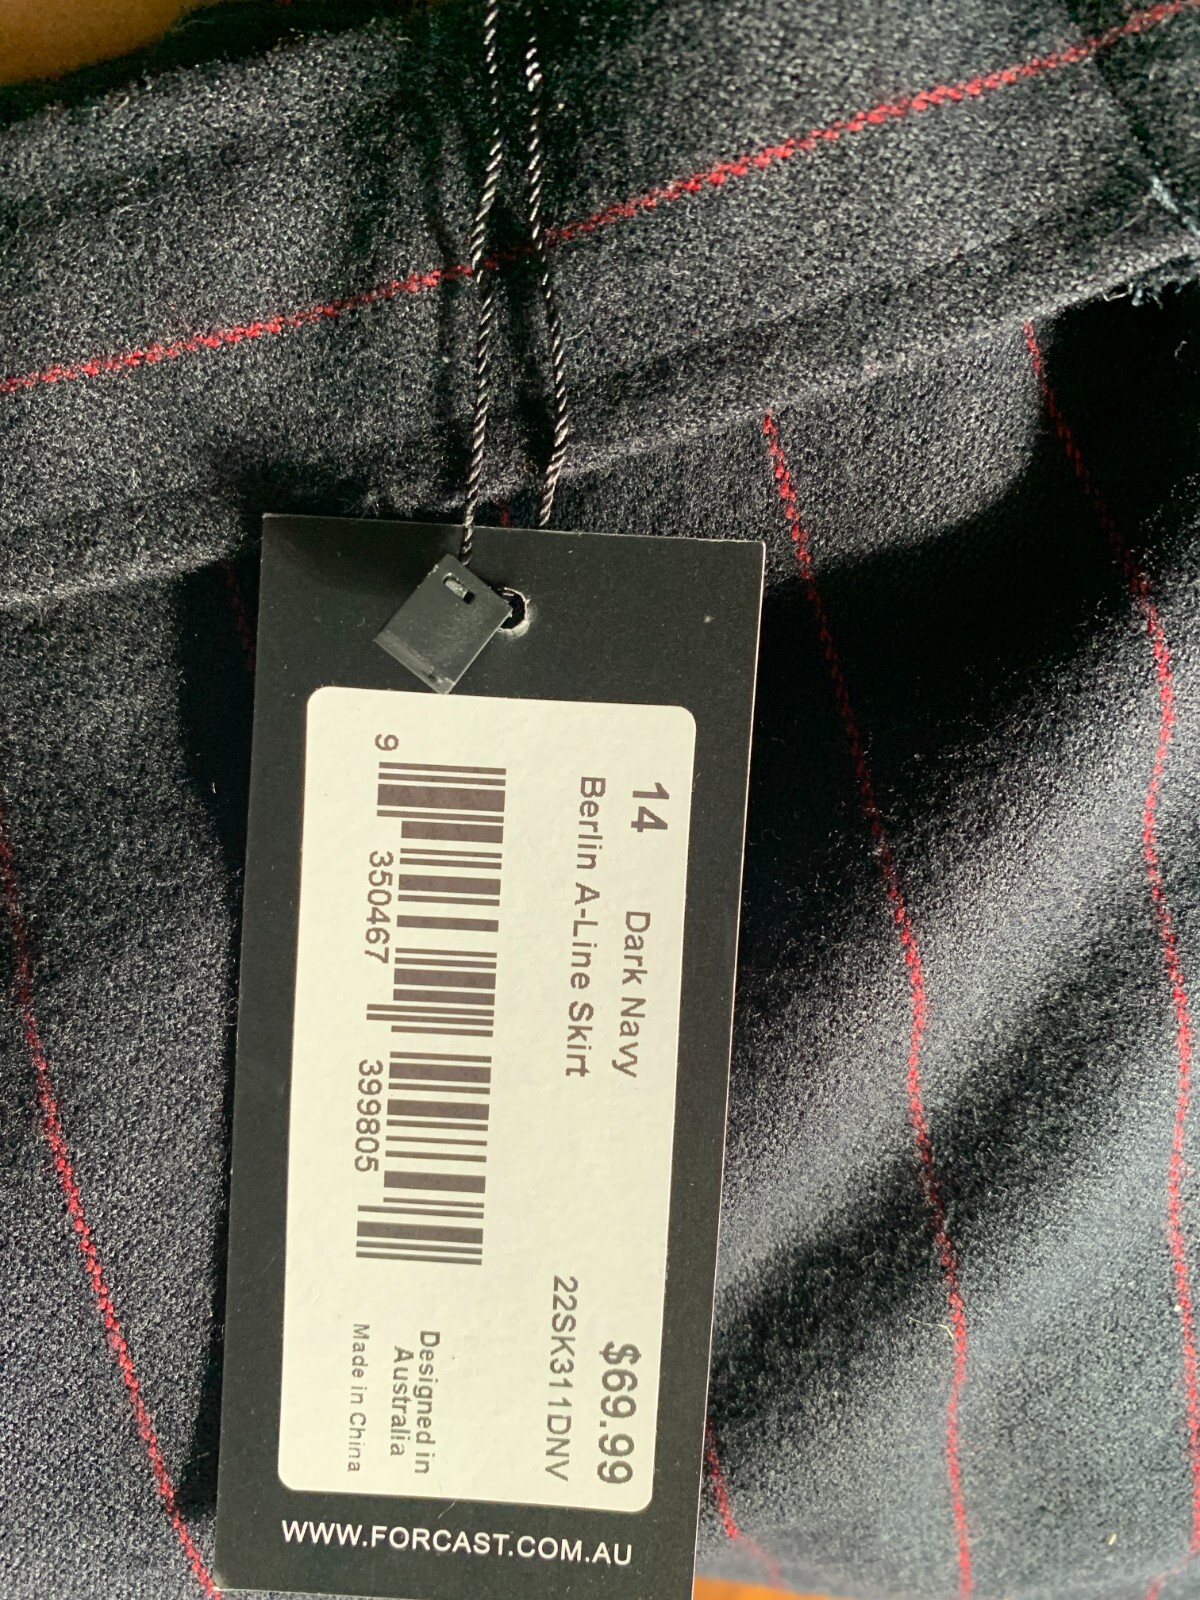 14 Dark Navy $69.99
Berlin A-Line Skirt 22SK311DNV
9 350467 399805
Designed in
Australia
Made in China
WWW.FORCAST.COM.AU